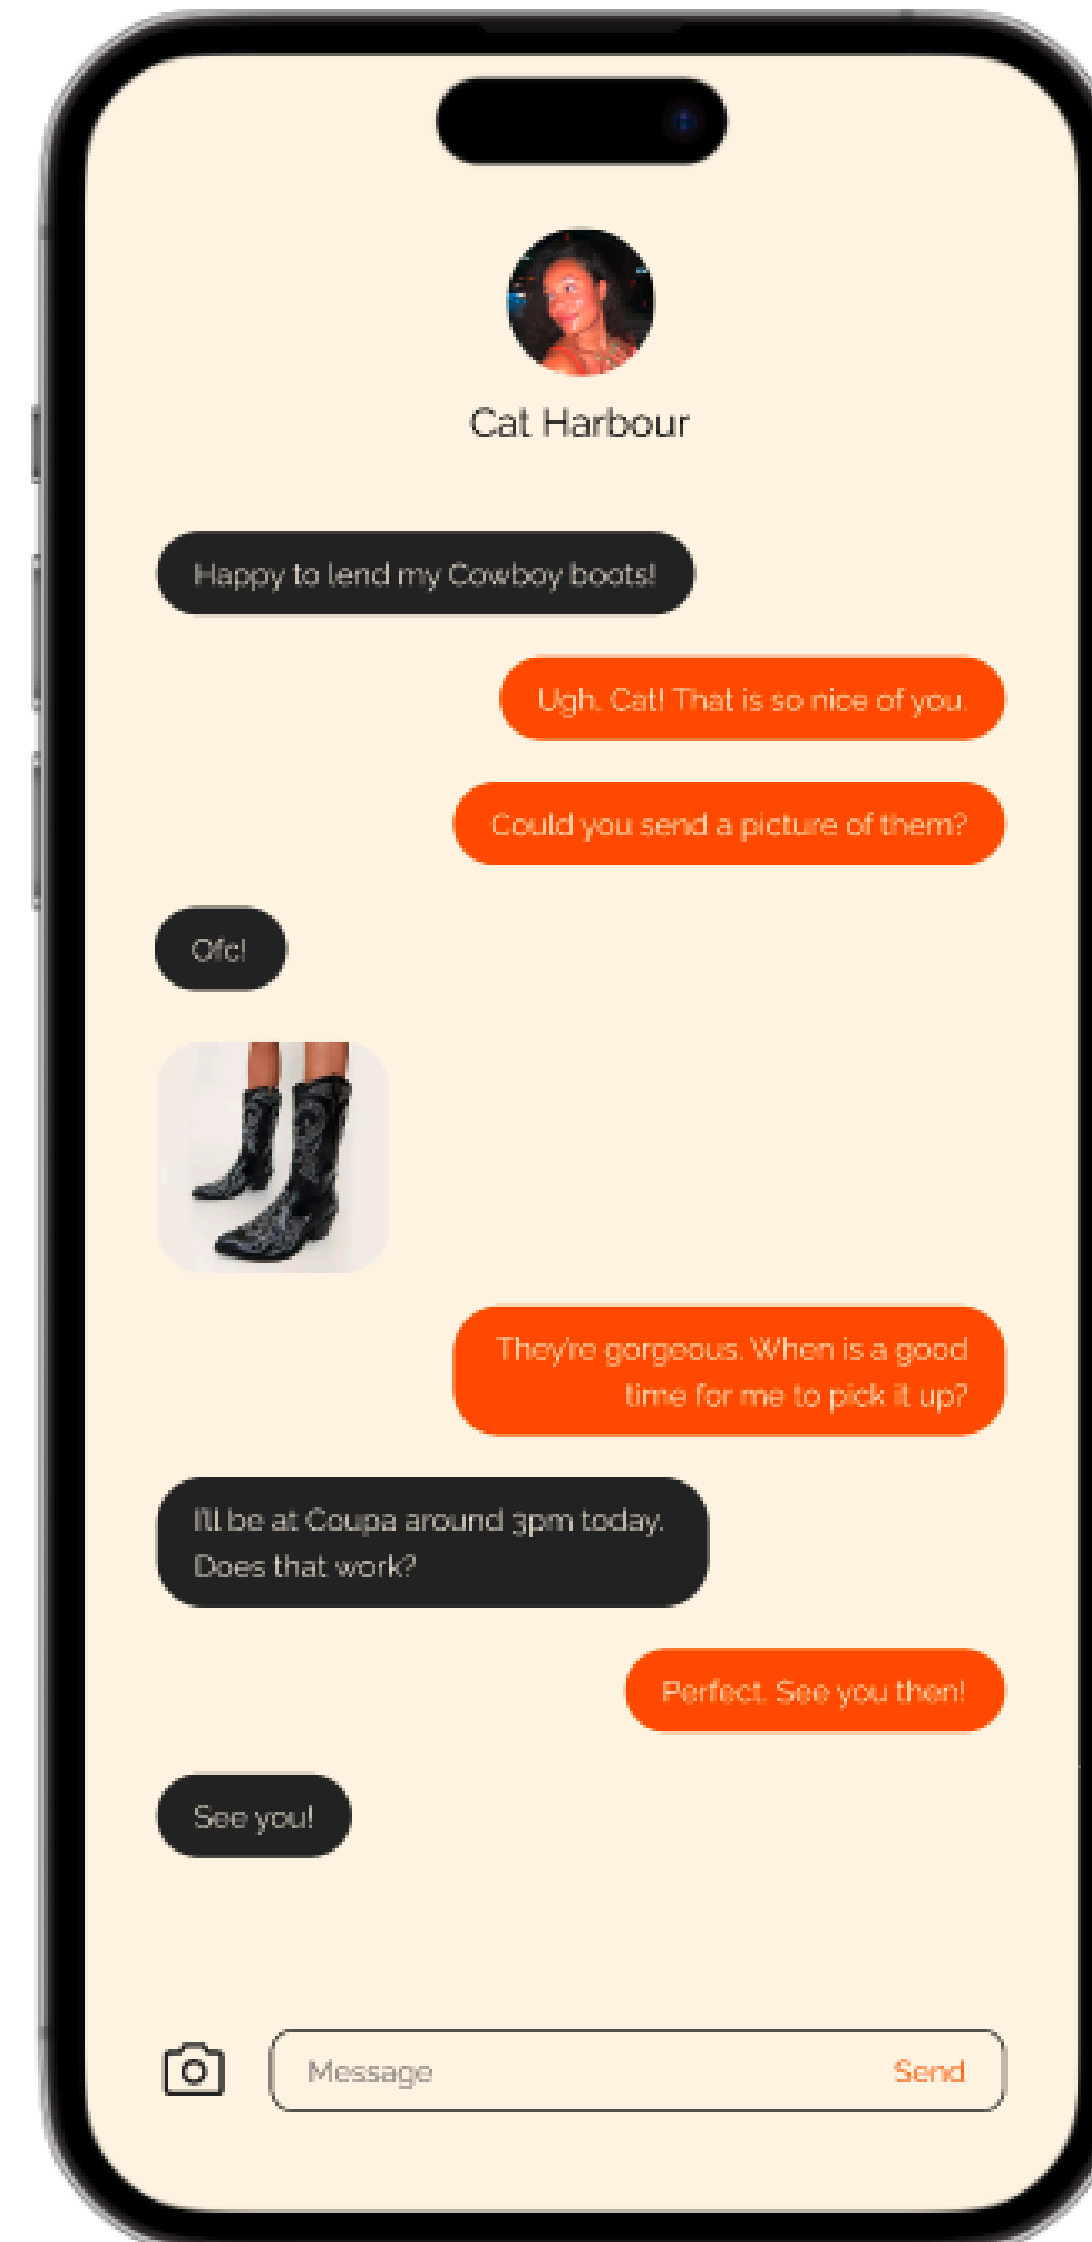 Cat Harbour
Happy to lend my Cowboy boots!
Ugh. Cat! That is so nice of you.
Could you send a picture of them?
Ofc!
They're gorgeous. When is a good
time for me to pick it up?
I'll be at Coupa around 3pm today.
Does that work?
Perfect. See you then!
See you!
Message Send